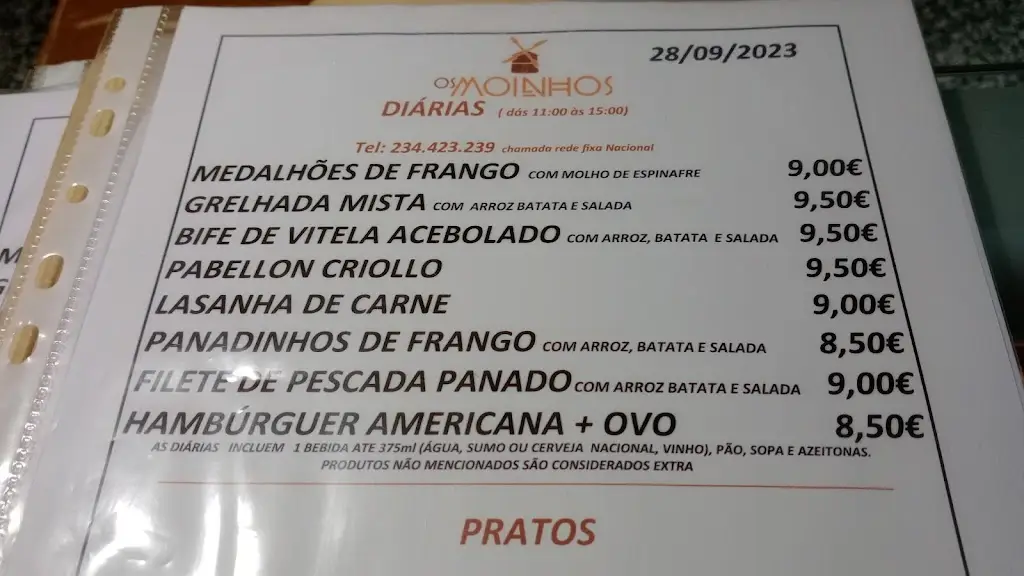 28/09/2023
OS MOINHOS
DIÁRIAS ( dás 11:00 às 15:00)
Tel: 234.423.239 chamada rede fixa Nacional
MEDALHÕES DE FRANGO COM MOLHO DE ESPINAFRE 9,00€
GRELHADA MISTA COM ARROZ BATATA E SALADA 9,50€
BIFE DE VITELA ACEBOLADO COM ARROZ, BATATA E SALADA 9,50€
PABELLON CRIOLLO 9,50€
LASANHA DE CARNE 9,00€
PANADINHOS DE FRANGO COM ARROZ, BATATA E SALADA 8,50€
FILETE DE PESCADA PANADO COM ARROZ BATATA E SALADA 9,00€
HAMBÚRGUER AMERICANA + OVO 8,50€
AS DIÁRIAS INCLUEM 1 BEBIDA ATE 375ml (ÁGUA, SUMO OU CERVEJA NACIONAL, VINHO), PÃO, SOPA E AZEITONAS.
PRODUTOS NÃO MENCIONADOS SÃO CONSIDERADOS EXTRA
PRATOS